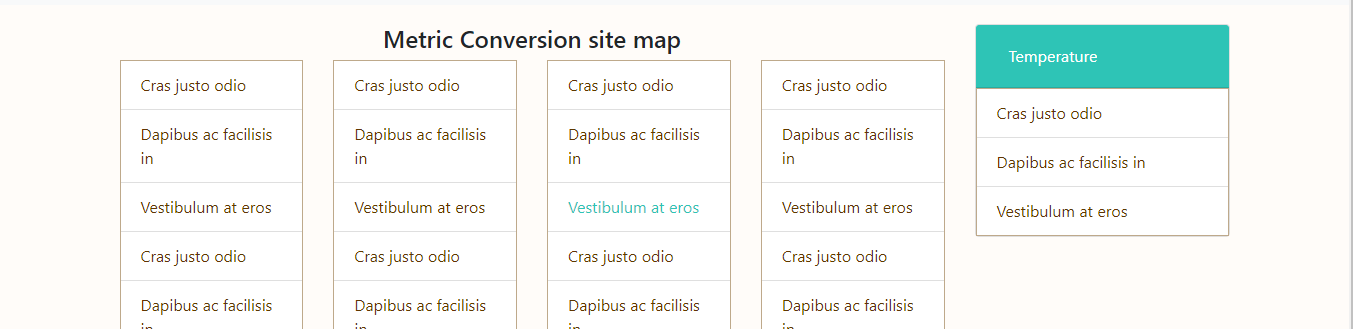 Metric Conversion site map
Cras justo odio
Dapibus ac facilisis
in
Vestibulum at eros
Cras justo odio
Dapibus ac facilisis
in
Cras justo odio
Dapibus ac facilisis
in
Vestibulum at eros
Cras justo odio
Dapibus ac facilisis
in
Cras justo odio
Dapibus ac facilisis
in
Vestibulum at eros
Cras justo odio
Dapibus ac facilisis
in
Cras justo odio
Dapibus ac facilisis
in
Vestibulum at eros
Cras justo odio
Dapibus ac facilisis
in
Temperature
Cras justo odio
Dapibus ac facilisis in
Vestibulum at eros